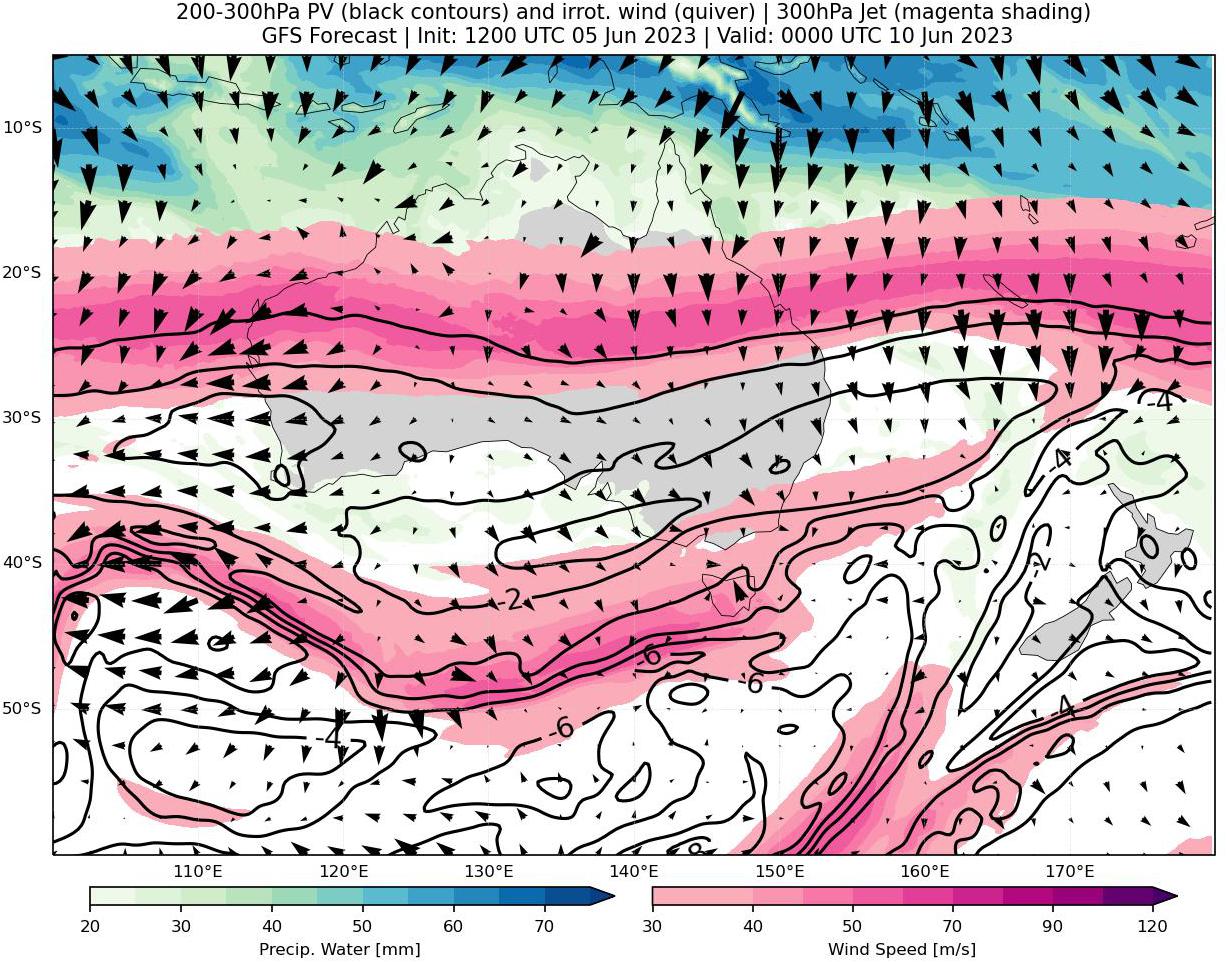 200-300hPa PV (black contours) and irrot. wind (quiver) | 300hPa Jet (magenta shading)
GFS Forecast | Init: 1200 UTC 05 Jun 2023 | Valid: 0000 UTC 10 Jun 2023
10°S
20°S
30°S
-4
-4
40°S
-2
-2
-6
-6
50°S
-4
-6
-4
110°E 120°E 130°E 140°E 150°E 160°E 170°E
20 30 40 50 60 70
30 40 50 70 90 120
Precip. Water [mm]
Wind Speed [m/s]